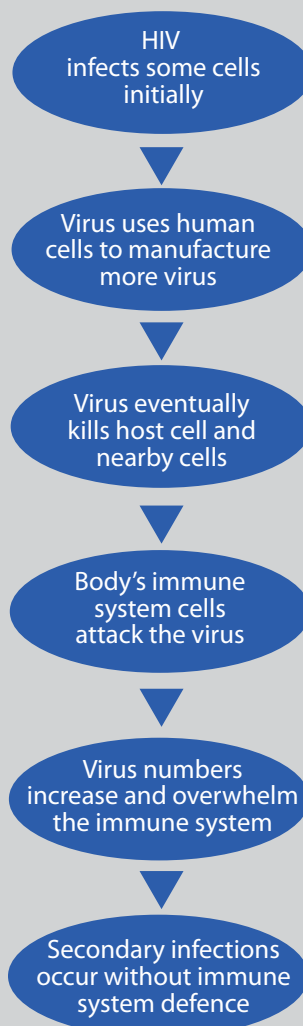 HIV
infects some cells
initially
Virus uses human
cells to manufacture
more virus
Virus eventually
kills host cell and
nearby cells
Body's immune
system cells
attack the virus
Virus numbers
increase and overwhelm
the immune system
Secondary infections
occur without immune
system defence